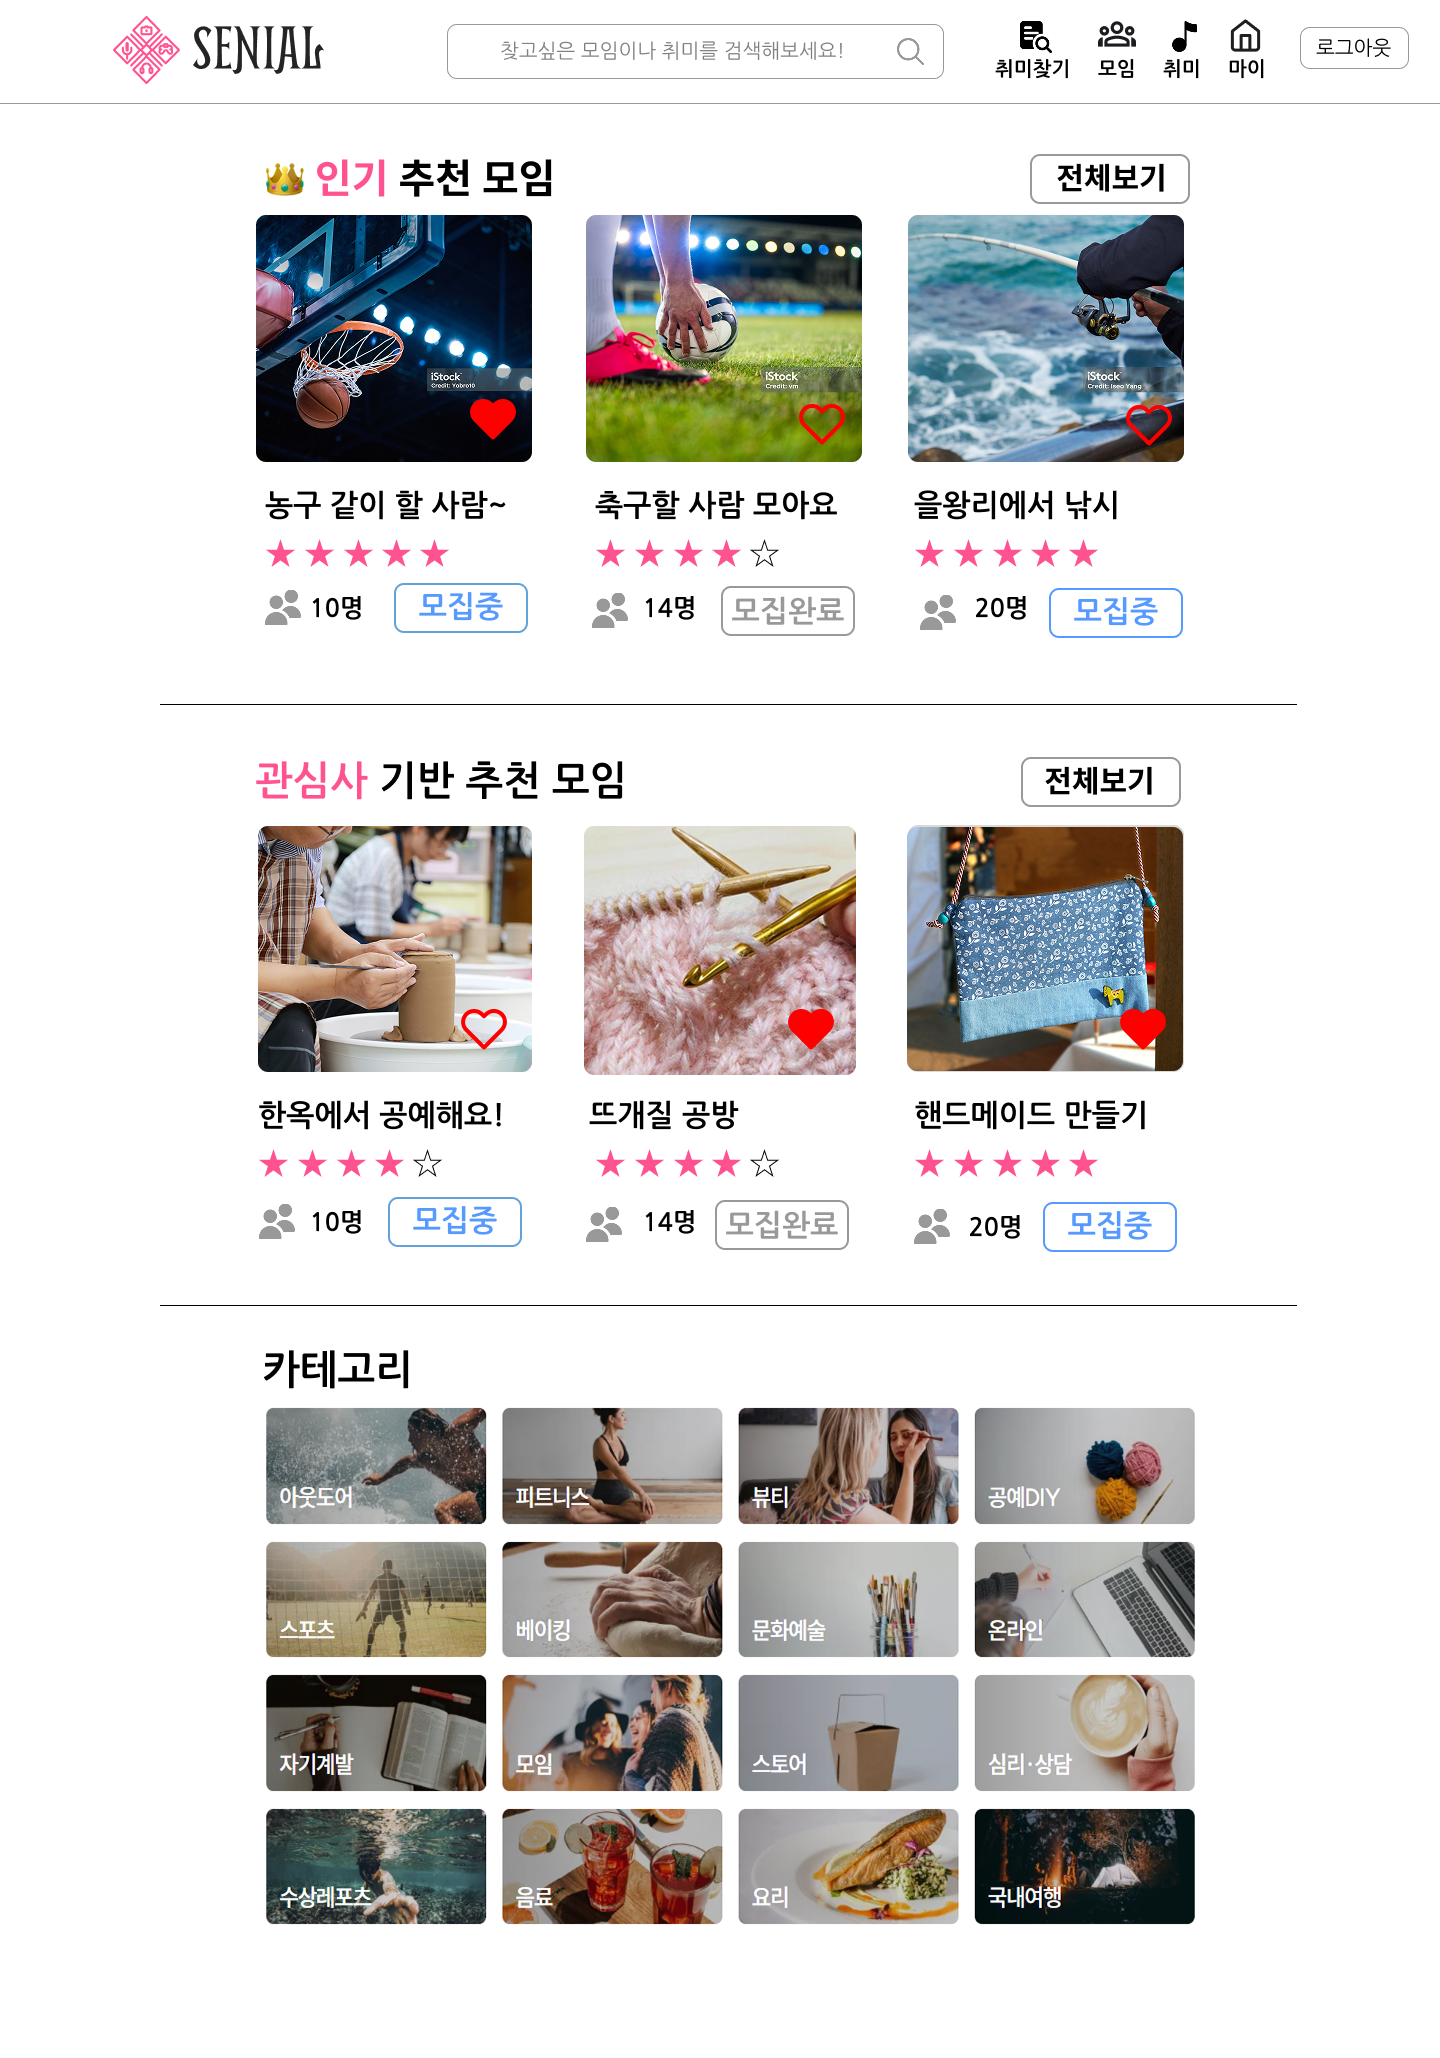 SENIAL
찾고싶은 모임이나 취미를 검색해보세요!
취미찾기
모임
취미
마이
로그아웃
👑 인기 추천 모임
전체보기
iStock
Credit: Yobro10
iStock
Credit: vm
iStock
Credit: Iseo Yang
농구 같이 할 사람~
축구할 사람 모아요
을왕리에서 낚시
★★★★★
★★★★☆
★★★★★
10명
모집중
14명
모집완료
20명
모집중
관심사 기반 추천 모임
전체보기
한옥에서 공예해요!
뜨개질 공방
핸드메이드 만들기
★★★★☆
★★★★☆
★★★★★
10명
모집중
14명
모집완료
20명
모집중
카테고리
아웃도어
피트니스
뷰티
공예DIY
스포츠
베이킹
문화예술
온라인
자기계발
모임
스토어
심리·상담
수상레포츠
음료
요리
국내여행